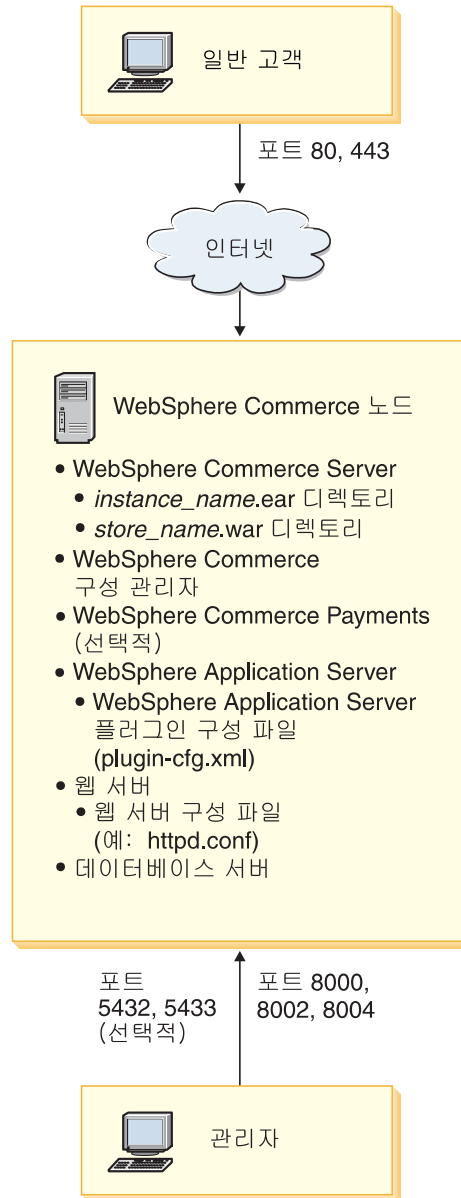 일반 고객
포트 80, 443
인터넷
WebSphere Commerce 노드
• WebSphere Commerce Server
• instance_name.ear 디렉토리
• store_name.war 디렉토리
• WebSphere Commerce
구성 관리자
• WebSphere Commerce Payments
(선택적)
• WebSphere Application Server
• WebSphere Application Server
플러그인 구성 파일
(plugin-cfg.xml)
• 웹 서버
• 웹 서버 구성 파일
(예: httpd.conf)
• 데이터베이스 서버
포트
5432, 5433
(선택적)
포트 8000,
8002, 8004
관리자